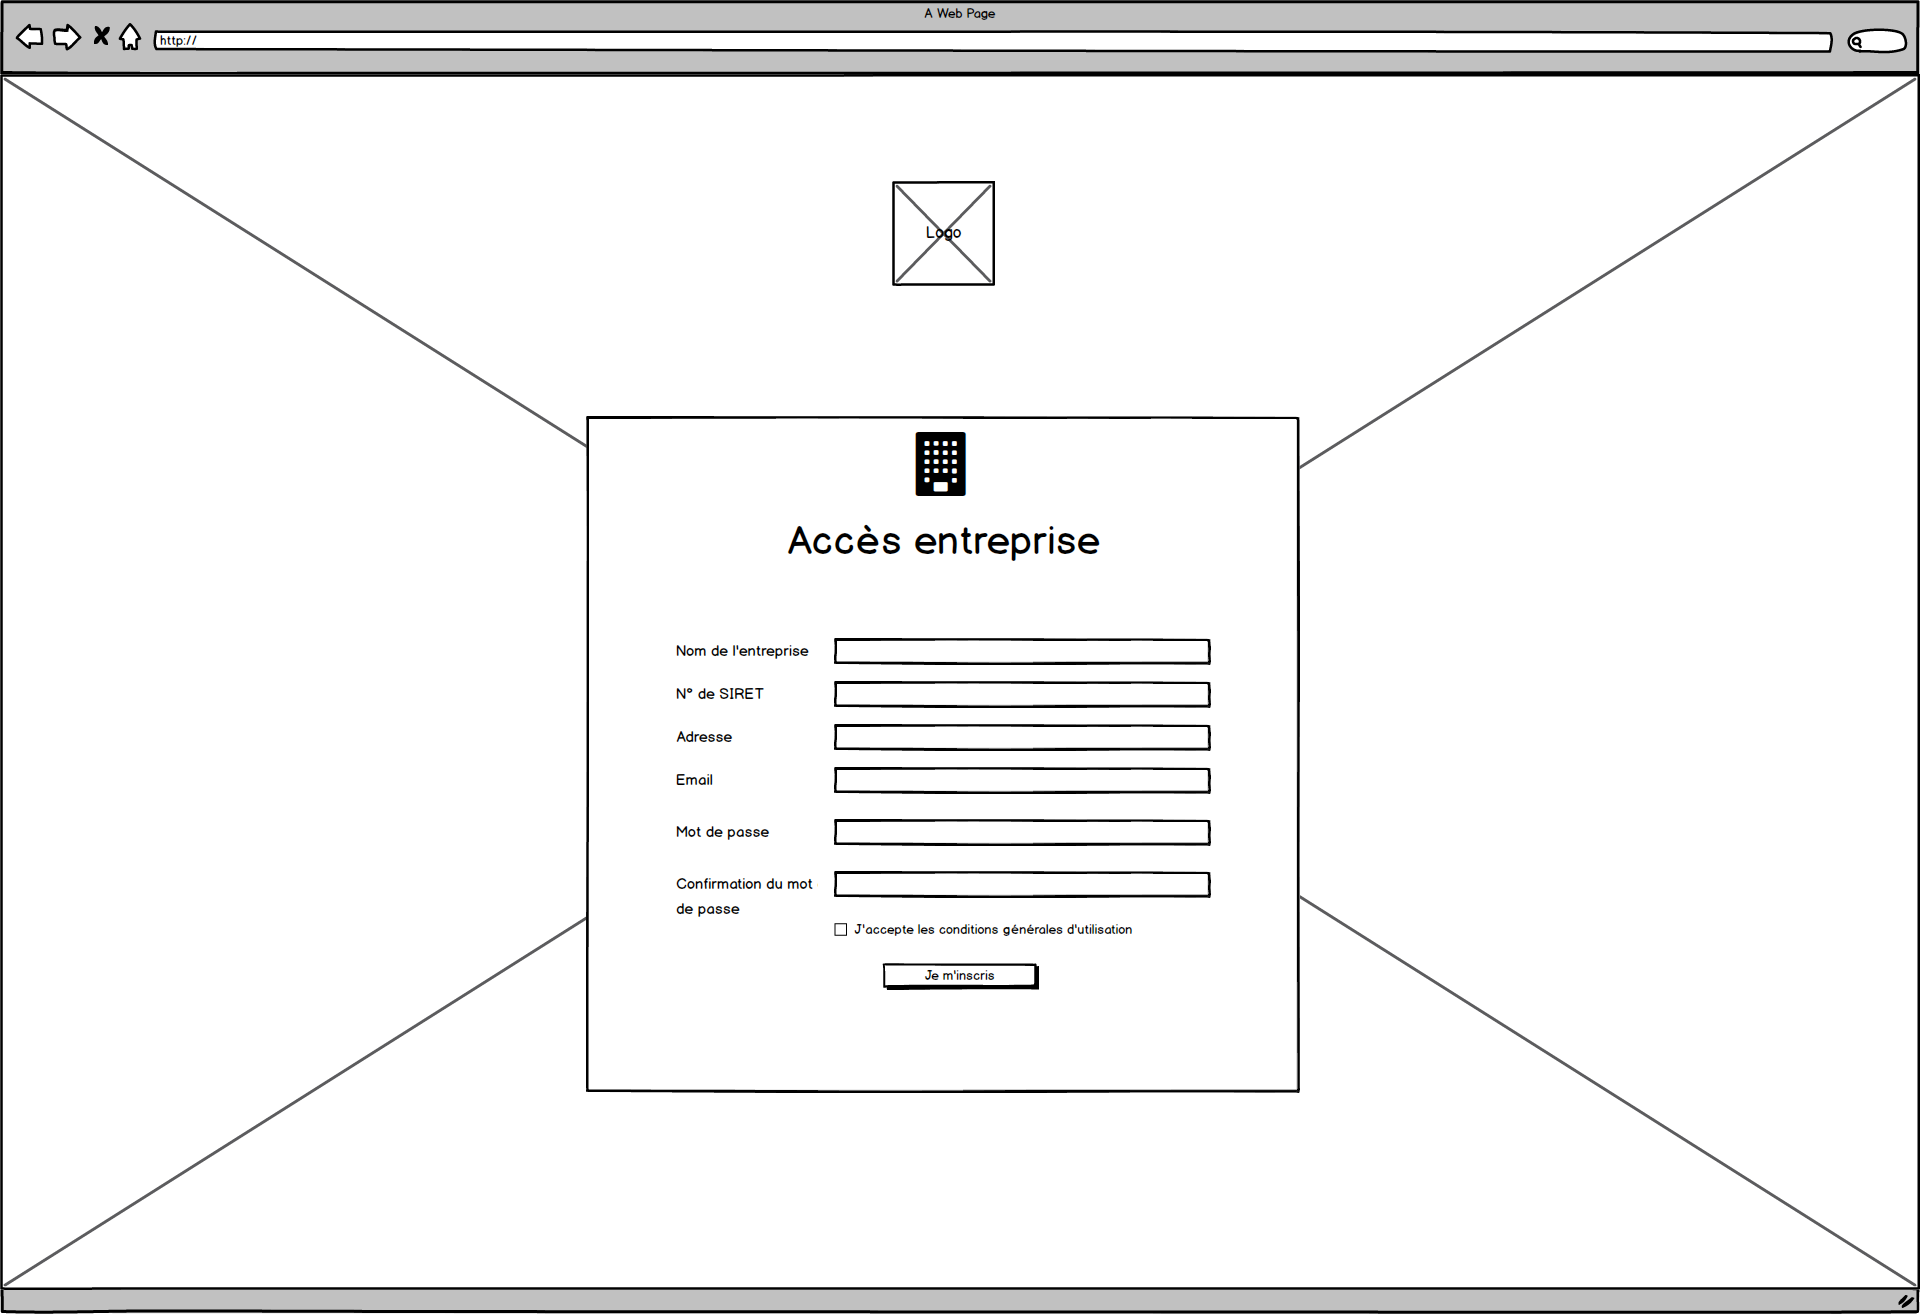 A Web Page
http://
Logo
Accès entreprise
Nom de l'entreprise
N° de SIRET
Adresse
Email
Mot de passe
Confirmation du mot
de passe
J'accepte les conditions générales d'utilisation
Je m'inscris